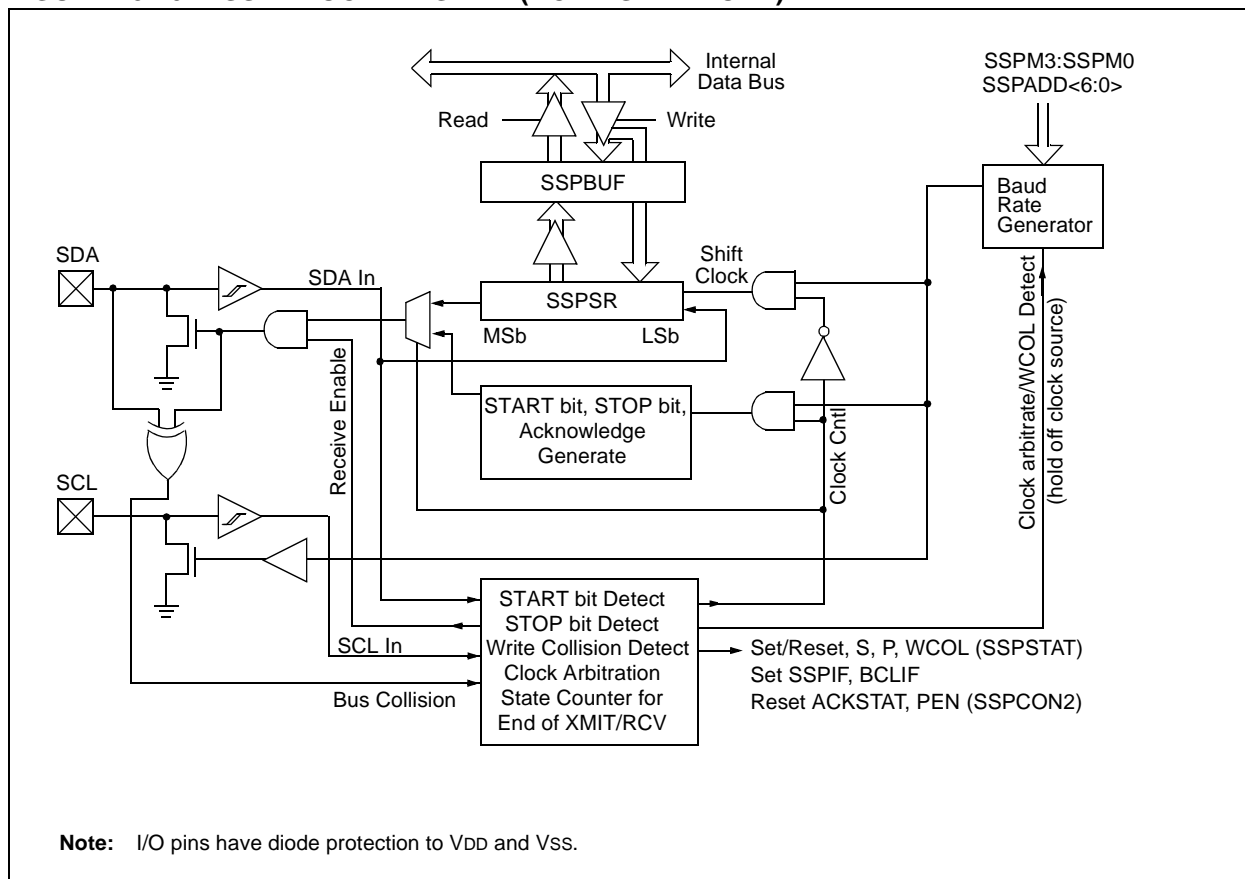 Internal
Data Bus
SSPM3:SSPM0
SSPADD<6:0>
Read
Write
SSPBUF
Baud
Rate
Generator
SDA
SDA In
Shift
Clock
SSPSR
MSb
LSb
Clock arbitrate/WCOL Detect
(hold off clock source)
Receive Enable
START bit, STOP bit,
Acknowledge
Generate
Clock Cntl
SCL
SCL In
Bus Collision
START bit Detect
STOP bit Detect
Write Collision Detect
Clock Arbitration
State Counter for
End of XMIT/RCV
Set/Reset, S, P, WCOL (SSPSTAT)
Set SSPIF, BCLIF
Reset ACKSTAT, PEN (SSPCON2)
Note: I/O pins have diode protection to VDD and VSS.